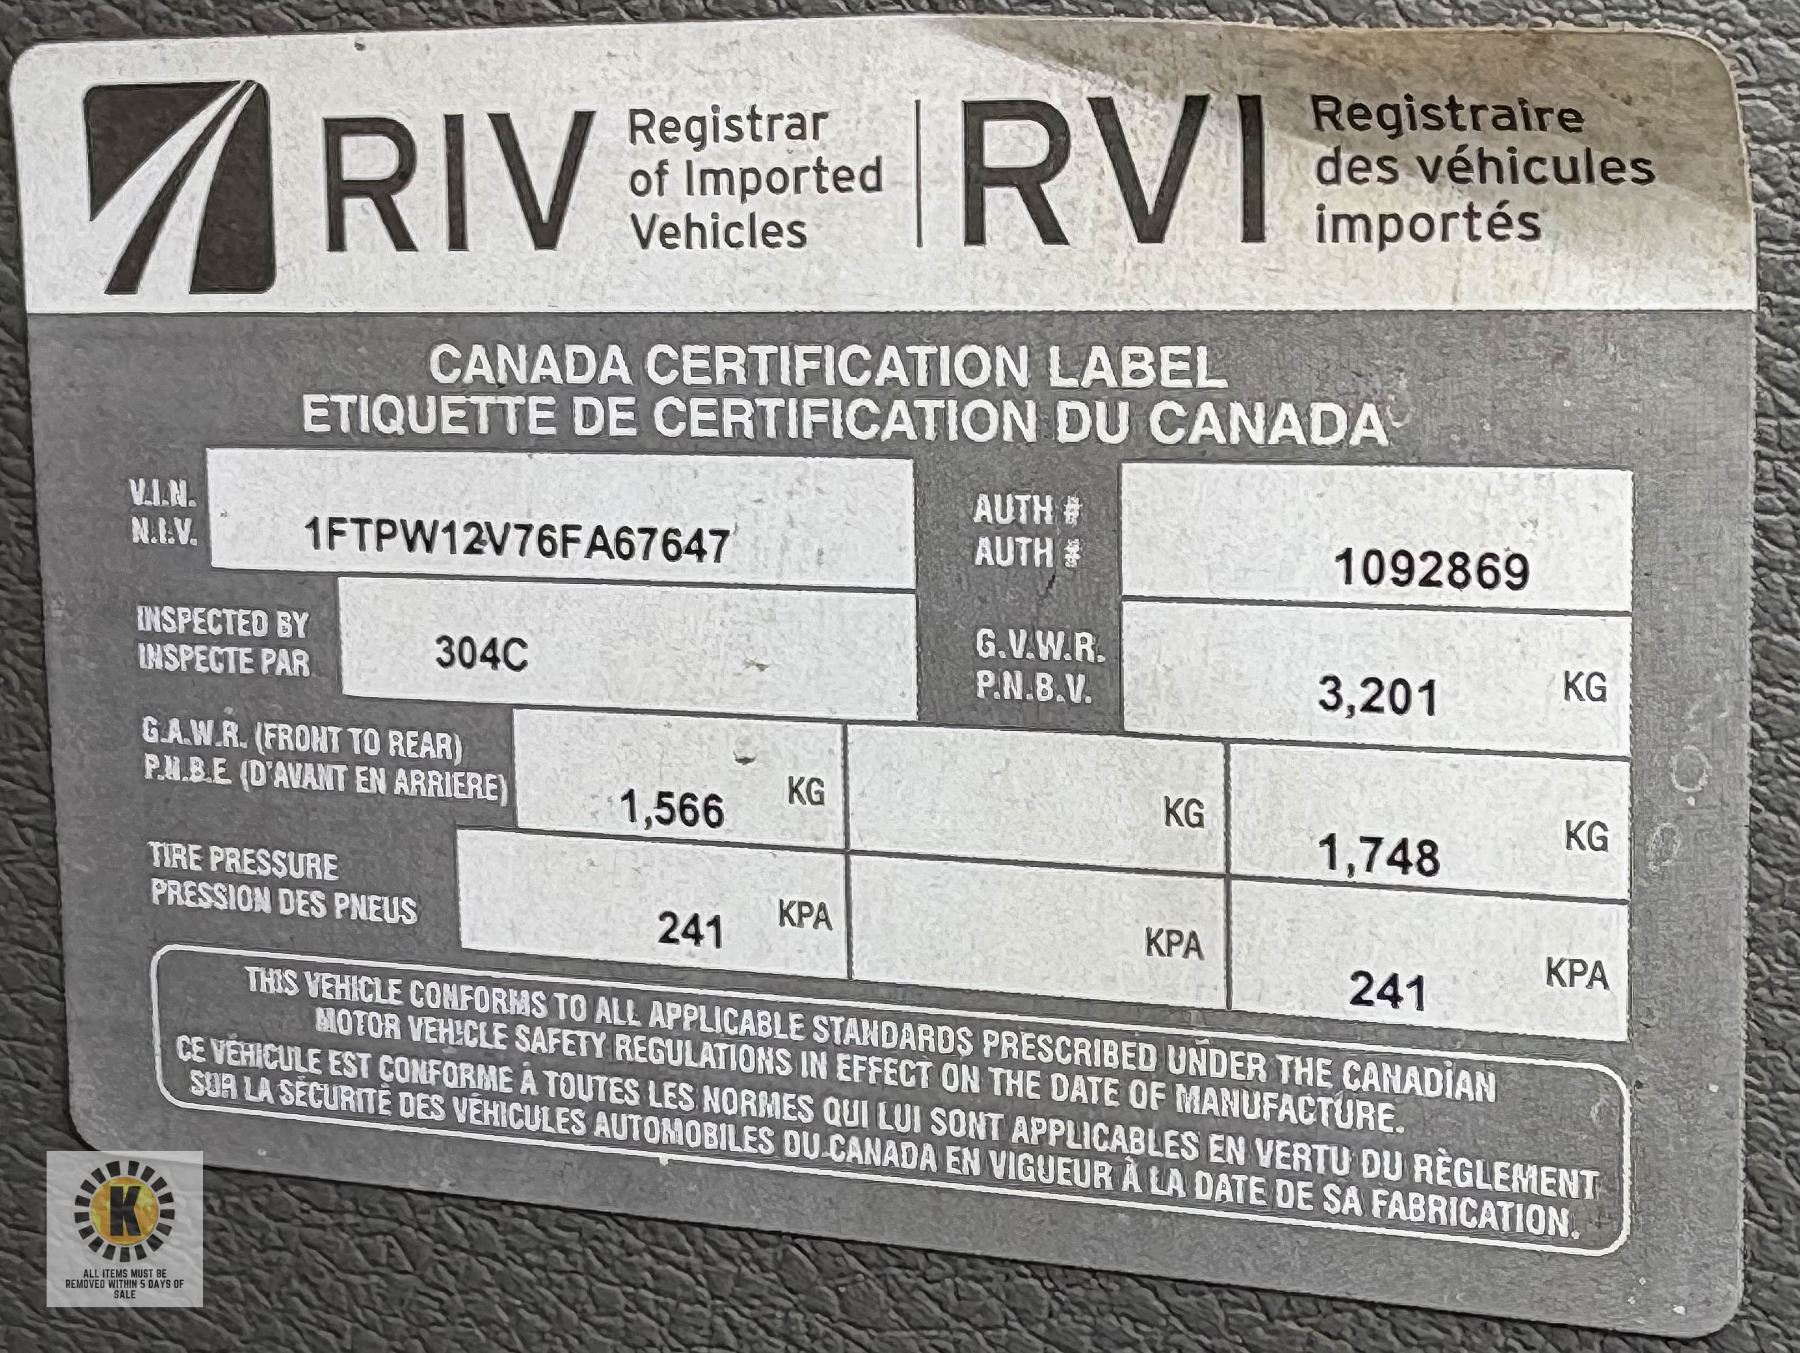 RIV Registrar of Imported Vehicles | RVI Registraire des véhicules importés
CANADA CERTIFICATION LABEL
ETIQUETTE DE CERTIFICATION DU CANADA
V.I.N.
N.I.V.
1FTPW12V76FA67647
AUTH #
AUTH #
1092869
INSPECTED BY
INSPECTE PAR
304C
G.V.W.R.
P.N.B.V.
3,201 KG
G.A.W.R. (FRONT TO REAR)
P.N.B.E. (D'AVANT EN ARRIERE)
1,566 KG
KG
1,748 KG
TIRE PRESSURE
PRESSION DES PNEUS
241 KPA
KPA
241 KPA
THIS VEHICLE CONFORMS TO ALL APPLICABLE STANDARDS PRESCRIBED UNDER THE CANADIAN
MOTOR VEHICLE SAFETY REGULATIONS IN EFFECT ON THE DATE OF MANUFACTURE.
CE VÉHICULE EST CONFORME À TOUTES LES NORMES QUI LUI SONT APPLICABLES EN VERTU DU RÈGLEMENT
SUR LA SÉCURITÉ DES VÉHICULES AUTOMOBILES DU CANADA EN VIGUEUR À LA DATE DE SA FABRICATION.
K
ALL ITEMS MUST BE
REMOVED WITHIN 5 DAYS OF
SALE